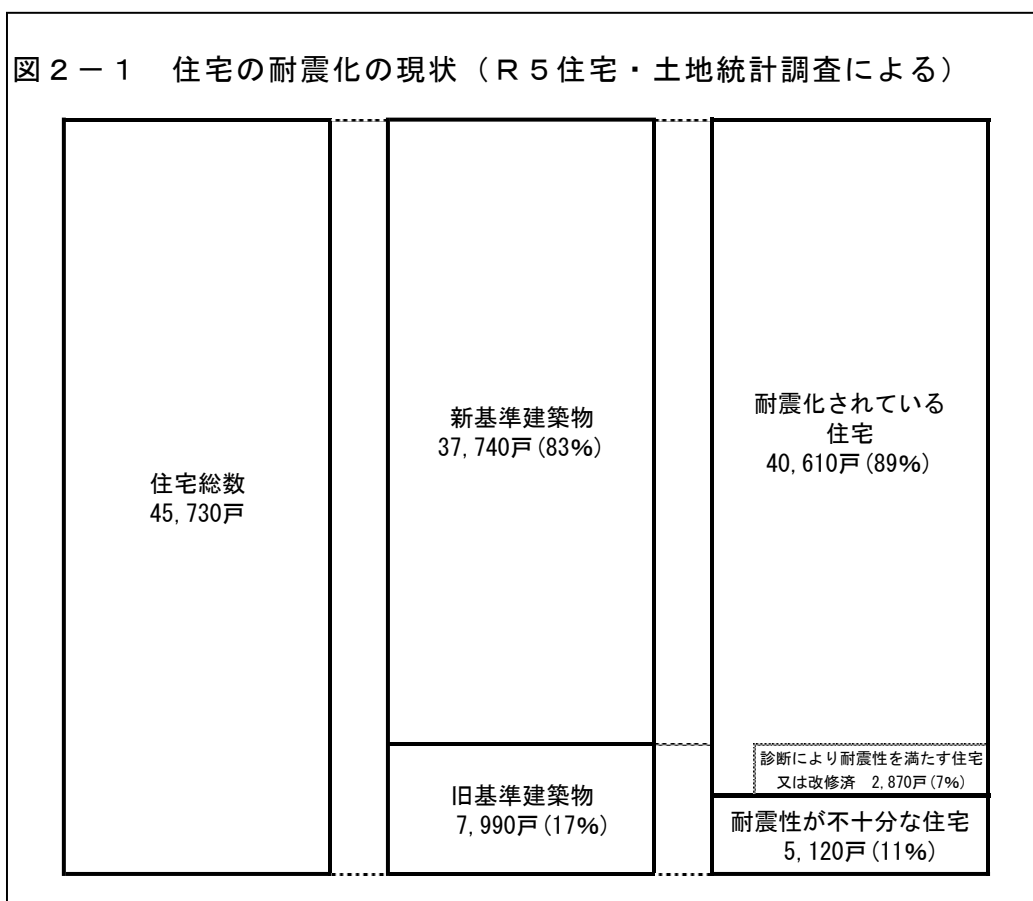 図２－１　住宅の耐震化の現状（Ｒ５住宅・土地統計調査による）
住宅総数
45,730戸
新基準建築物
37,740戸(83%)
旧基準建築物
7,990戸(17%)
耐震化されている
住宅
40,610戸(89%)
診断により耐震性を満たす住宅
又は改修済　2,870戸(7%)
耐震性が不十分な住宅
5,120戸(11%)